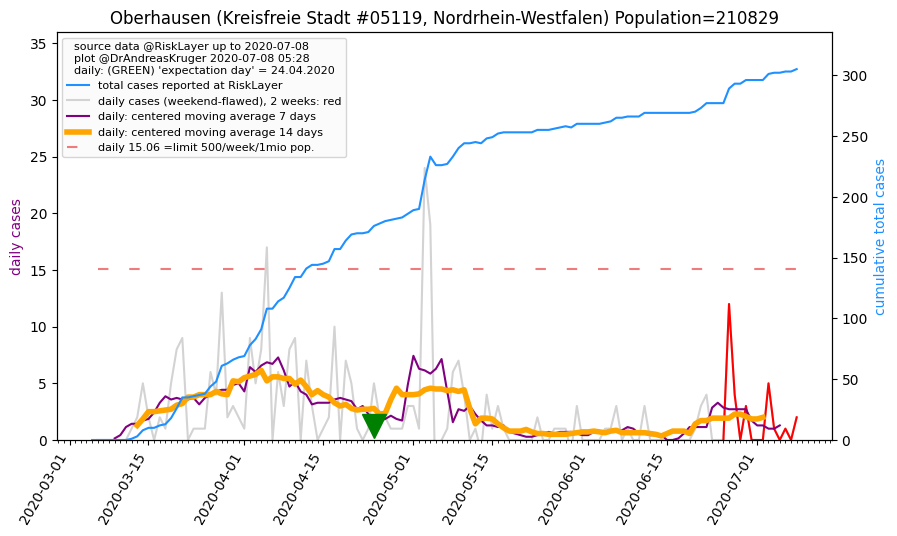 Oberhausen (Kreisfreie Stadt #05119, Nordrhein-Westfalen) Population=210829
source data @RiskLayer up to 2020-07-08
plot @DrAndreasKruger 2020-07-08 05:28
daily: (GREEN) 'expectation day' = 24.04.2020
total cases reported at RiskLayer
daily cases (weekend-flawed), 2 weeks: red
daily: centered moving average 7 days
daily: centered moving average 14 days
daily 15.06 =limit 500/week/1mio pop.
daily cases
35
30
25
20
15
10
5
0
cumulative total cases
300
250
200
150
100
50
0
2020-03-01
2020-03-15
2020-04-01
2020-04-15
2020-05-01
2020-05-15
2020-06-01
2020-06-15
2020-07-01